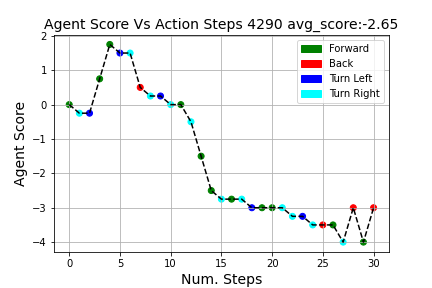 Agent Score Vs Action Steps 4290 avg_score:-2.65
Forward
Back
Turn Left
Turn Right
Agent Score
2
1
0
−1
−2
−3
−4
0 5 10 15 20 25 30
Num. Steps